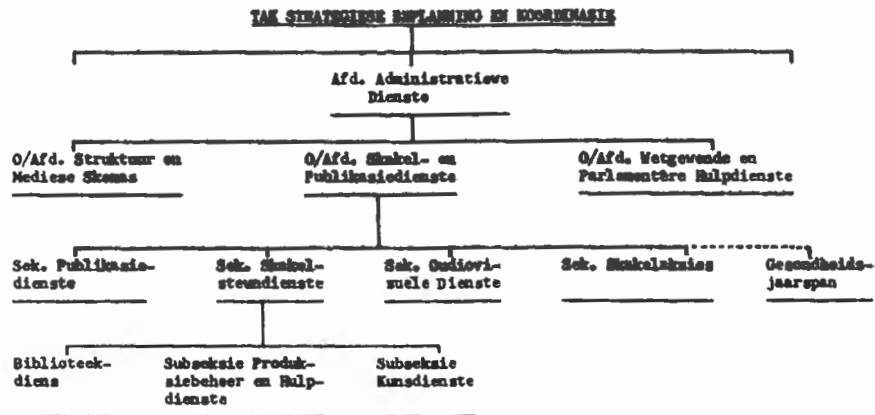 TAK STRATEGIESE BEPLANNING EN KOORDINASIE
Afd. Administratiewe
Dienste
O/Afd. Struktuur en
Mediese Skemas
O/Afd. Skakel- en
Publikasiedienste
O/Afd. Wetgewende en
Parlementêre Hulpdienste
Sek. Publikasie-
dienste
Sek. Skakel-
steundienste
Sek. Oudiovi-
suele Dienste
Sek. Skakelaksies
Gesondheids-
jaarspan
Biblioteek-
diens
Subseksie Produk-
siebeheer en Hulp-
dienste
Subseksie
Kunsdienste